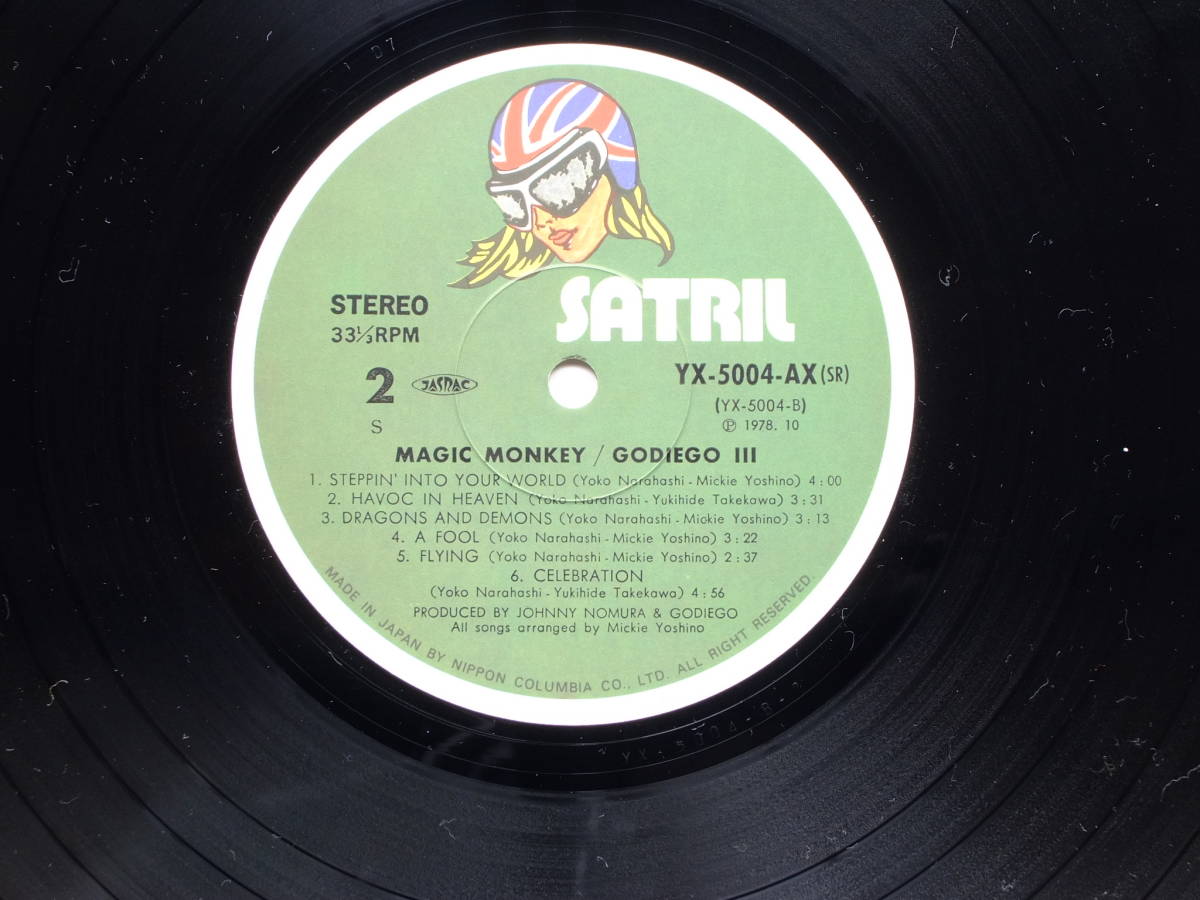 SATRIL
STEREO
33⅓RPM
2
S
JASRAC
YX-5004-AX(SR)
(YX-5004-B)
Ⓟ 1978. 10
MAGIC MONKEY / GODIEGO III
1. STEPPIN' INTO YOUR WORLD (Yoko Narahashi - Mickie Yoshino) 4 : 00
2. HAVOC IN HEAVEN (Yoko Narahashi - Yukihide Takekawa) 3 : 31
3. DRAGONS AND DEMONS (Yoko Narahashi - Mickie Yoshino) 3 : 13
4. A FOOL (Yoko Narahashi - Mickie Yoshino) 3 : 22
5. FLYING (Yoko Narahashi - Mickie Yoshino) 2 : 37
6. CELEBRATION
(Yoko Narahashi - Yukihide Takekawa) 4 : 56
PRODUCED BY JOHNNY NOMURA & GODIEGO
All songs arranged by Mickie Yoshino
MADE IN JAPAN BY NIPPON COLUMBIA CO., LTD. ALL RIGHT RESERVED.
YX-5004-B-